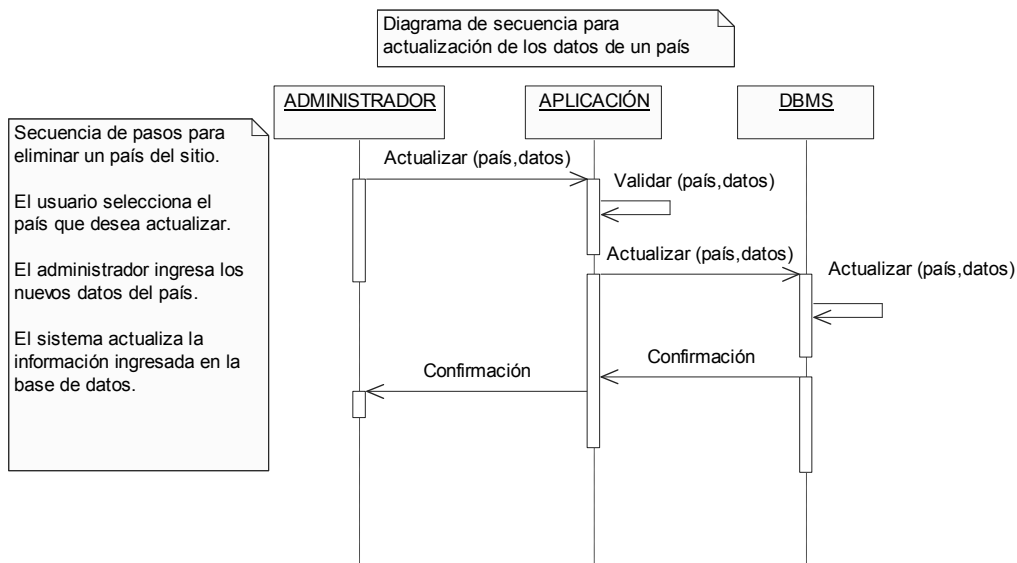 Diagrama de secuencia para
actualización de los datos de un país
ADMINISTRADOR
APLICACIÓN
DBMS
Secuencia de pasos para
eliminar un país del sitio.
El usuario selecciona el
país que desea actualizar.
El administrador ingresa los
nuevos datos del país.
El sistema actualiza la
información ingresada en la
base de datos.
Actualizar (país,datos)
Validar (país,datos)
Actualizar (país,datos)
Actualizar (país,datos)
Confirmación
Confirmación